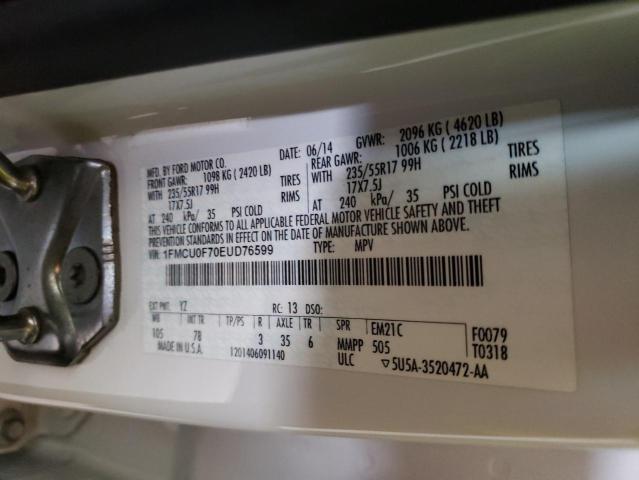 MFD. BY FORD MOTOR CO.
06/14 GVWR: 2096 KG ( 4620 LB)
FRONT GAWR: 1098 KG ( 2420 LB) REAR GAWR: 1006 KG ( 2218 LB)
WITH 235/55R17 99H TIRES WITH 235/55R17 99H TIRES
17X7.5J RIMS 17X7.5J RIMS
AT 240 kPa/ 35 PSI COLD AT 240 kPa/ 35 PSI COLD
THIS VEHICLE CONFORMS TO ALL APPLICABLE FEDERAL MOTOR VEHICLE SAFETY AND THEFT
PREVENTION STANDARDS IN EFFECT ON THE DATE OF MANUFACTURE SHOWN ABOVE.
VIN: 1FMCU0F70EUD76599 TYPE: MPV
EXT PNT: YZ RC: 13 DSO:
WB INT TR TP/PS R AXLE TR SPR EM21C F0079
105 78 3 35 6 MMPP 505 T0318
MADE IN U.S.A. 1201406091140 ULC ▽5U5A-3520472-AA